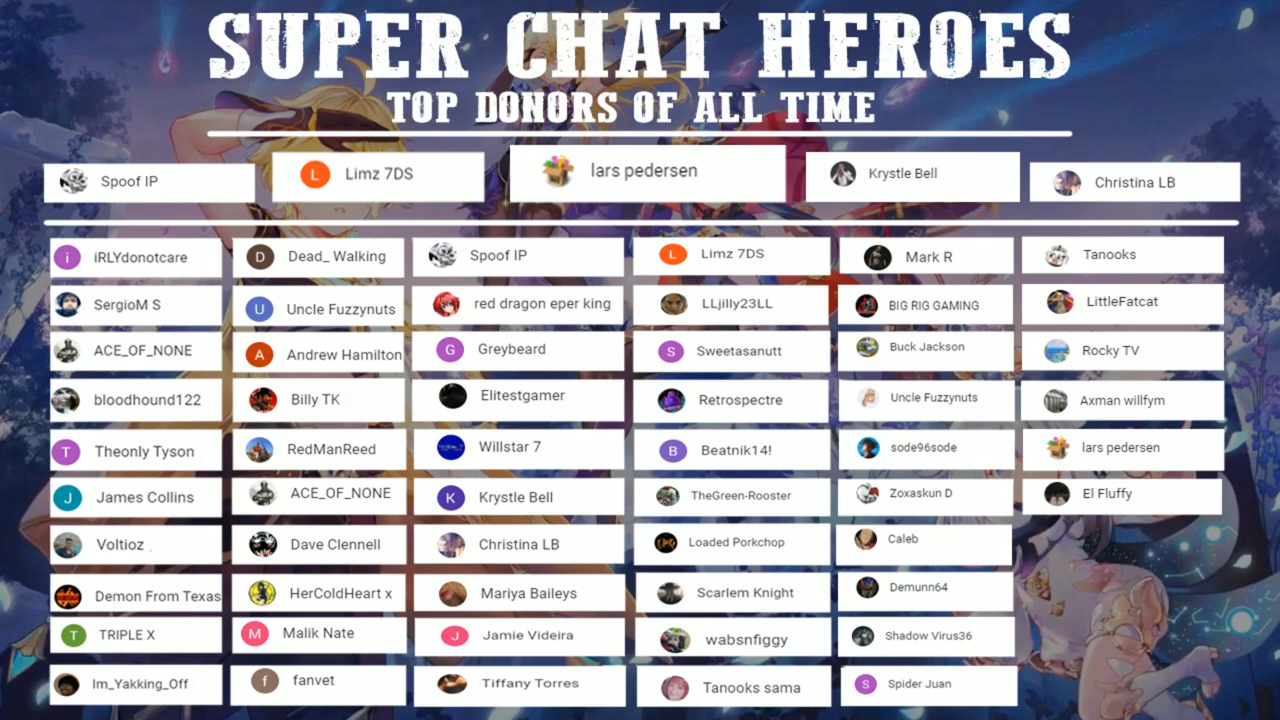 SUPER CHAT HEROES
TOP DONORS OF ALL TIME
Spoof IP
L Limz 7DS
lars pedersen
Krystle Bell
Christina LB
i iRLYdonotcare
D Dead_ Walking
Spoof IP
L Limz 7DS
Mark R
Tanooks
SergioM S
U Uncle Fuzzynuts
red dragon eper king
LLjilly23LL
BIG RIG GAMING
LittleFatcat
ACE_OF_NONE
A Andrew Hamilton
G Greybeard
S Sweetasanutt
Buck Jackson
Rocky TV
bloodhound122
Billy TK
Elitestgamer
Retrospectre
Uncle Fuzzynuts
Axman willfym
T Theonly Tyson
RedManReed
Willstar 7
B Beatnik14!
sode96sode
lars pedersen
J James Collins
ACE_OF_NONE
K Krystle Bell
TheGreen-Rooster
Zoxaskun D
El Fluffy
Voltioz
Dave Clennell
Christina LB
Loaded Porkchop
Caleb
Demon From Texas
HerColdHeart x
Mariya Baileys
Scarlem Knight
Demunn64
T TRIPLE X
M Malik Nate
J Jamie Videira
wabsnfiggy
Shadow Virus36
Im_Yakking_Off
f fanvet
Tiffany Torres
Tanooks sama
S Spider Juan